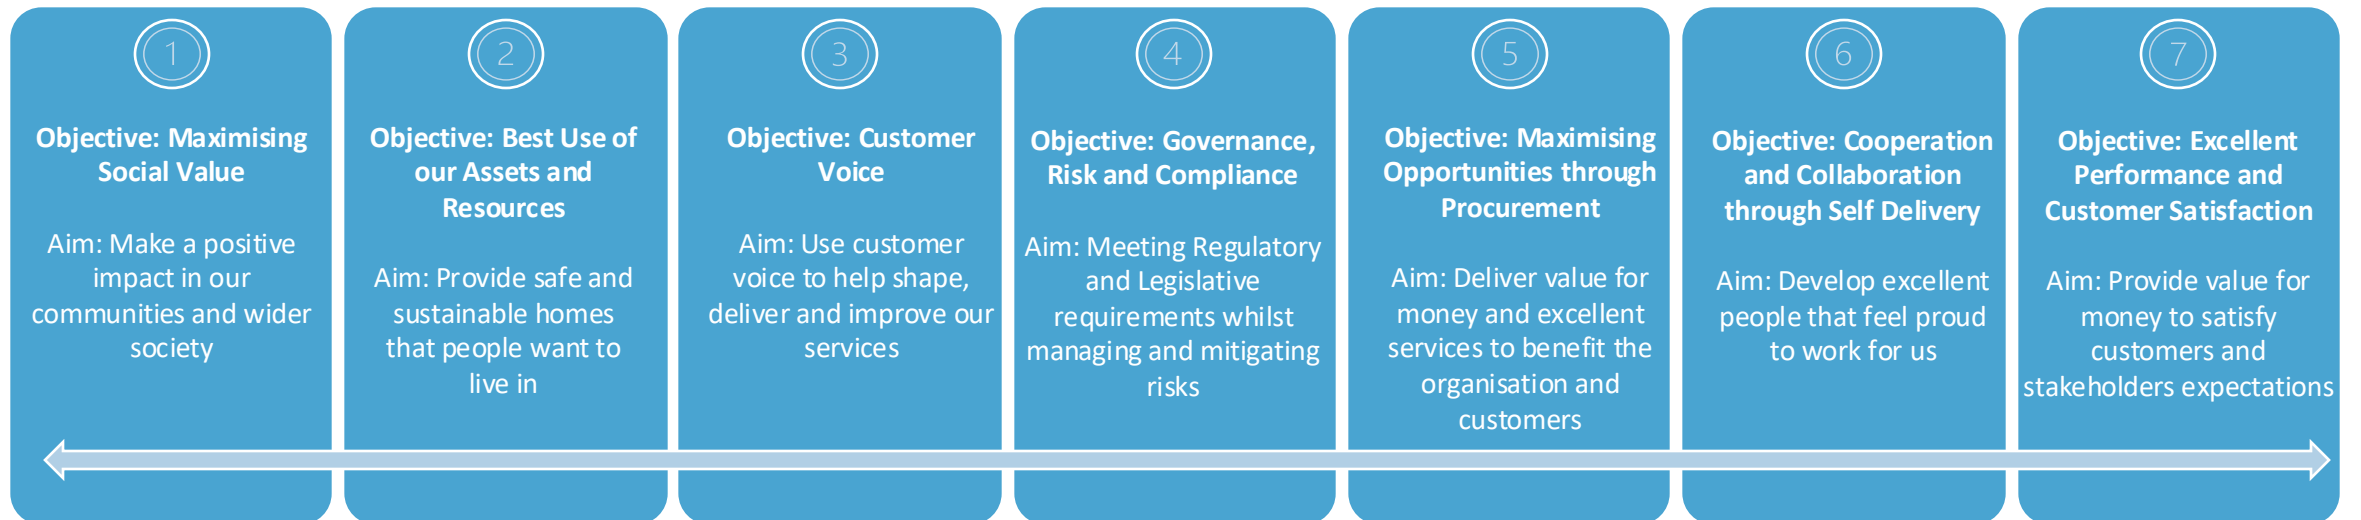 1
Objective: Maximising
Social Value
Aim: Make a positive
impact in our
communities and wider
society
2
Objective: Best Use of
our Assets and
Resources
Aim: Provide safe and
sustainable homes
that people want to
live in
3
Objective: Customer
Voice
Aim: Use customer
voice to help shape,
deliver and improve our
services
4
Objective: Governance,
Risk and Compliance
Aim: Meeting Regulatory
and Legislative
requirements whilst
managing and mitigating
risks
5
Objective: Maximising
Opportunities through
Procurement
Aim: Deliver value for
money and excellent
services to benefit the
organisation and
customers
6
Objective: Cooperation
and Collaboration
through Self Delivery
Aim: Develop excellent
people that feel proud
to work for us
7
Objective: Excellent
Performance and
Customer Satisfaction
Aim: Provide value for
money to satisfy
customers and
stakeholders expectations